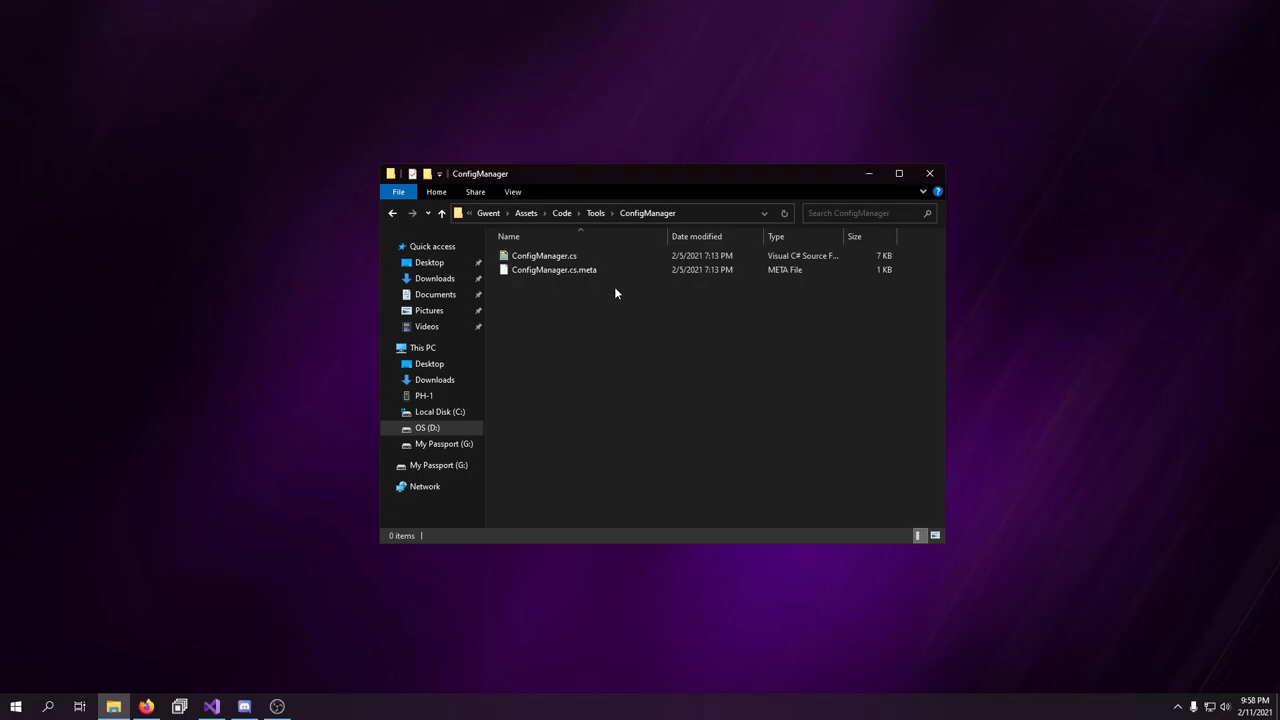 ConfigManager
File Home Share View
« Gwent Assets Code Tools ConfigManager Search ConfigManager
Name Date modified Type Size
ConfigManager.cs 2/5/2021 7:13 PM Visual C# Source F... 7 KB
ConfigManager.cs.meta 2/5/2021 7:13 PM META File 1 KB
Quick access
Desktop
Downloads
Documents
Pictures
Videos
This PC
Desktop
Downloads
PH-1
Local Disk (C:)
OS (D:)
My Passport (G:)
My Passport (G:)
Network
0 items
9:58 PM
2/11/2021